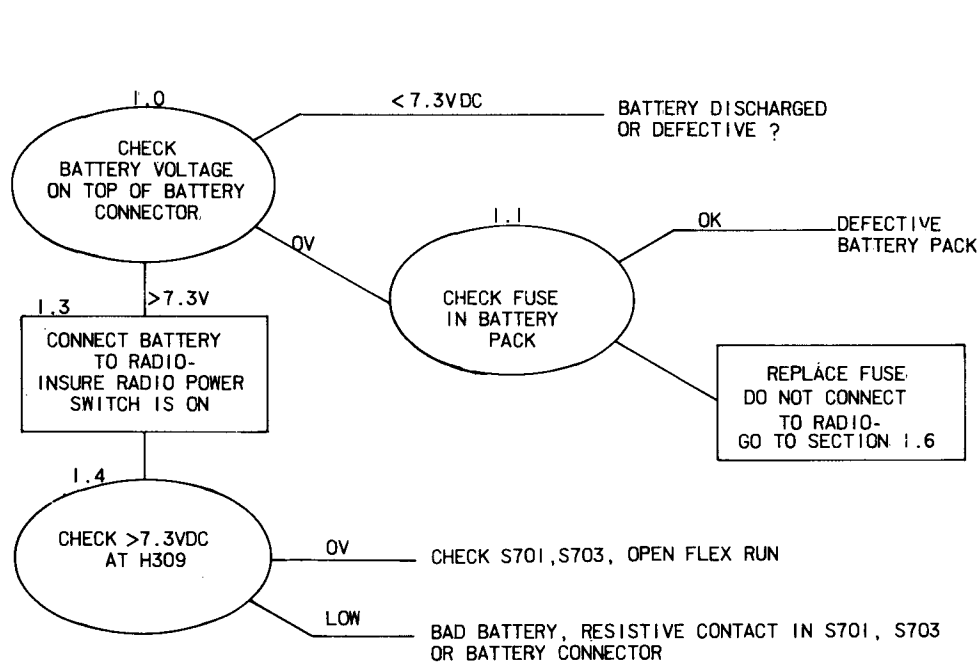 1.0
CHECK
BATTERY VOLTAGE
ON TOP OF BATTERY
CONNECTOR.
<7.3VDC
BATTERY DISCHARGED
OR DEFECTIVE ?
0V
1.1
CHECK FUSE
IN BATTERY
PACK
OK
DEFECTIVE
BATTERY PACK
REPLACE FUSE.
DO NOT CONNECT
TO RADIO-
GO TO SECTION 1.6
>7.3V
1.3
CONNECT BATTERY
TO RADIO-
INSURE RADIO POWER
SWITCH IS ON
1.4
CHECK >7.3VDC
AT H309
0V
CHECK S701,S703, OPEN FLEX RUN
LOW
BAD BATTERY, RESISTIVE CONTACT IN S701, S703
OR BATTERY CONNECTOR